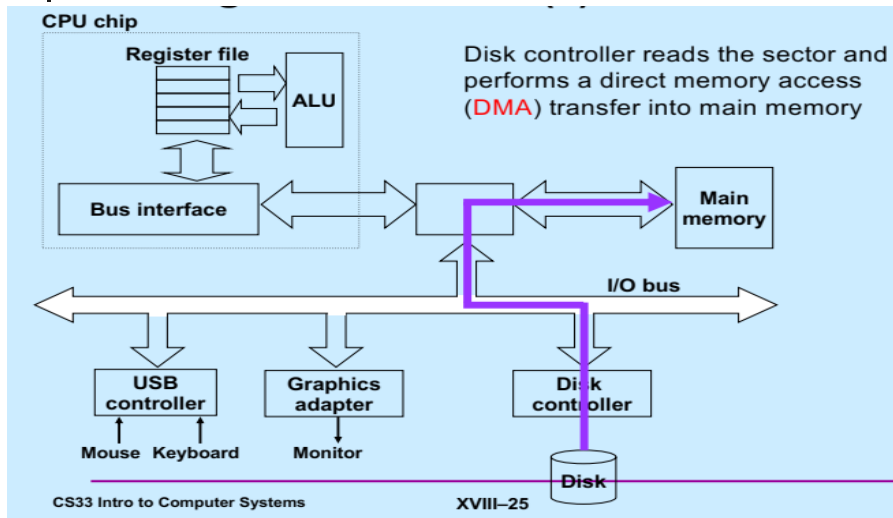 CPU chip
Register file
ALU
Disk controller reads the sector and
performs a direct memory access
(DMA) transfer into main memory
Bus interface
Main
memory
I/O bus
USB
controller
Graphics
adapter
Disk
controller
Mouse Keyboard
Monitor
Disk
CS33 Intro to Computer Systems
XVIII–25